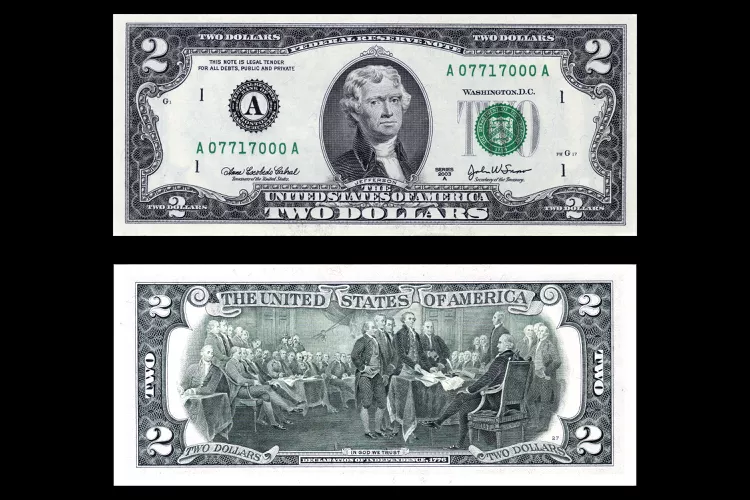 2 TWO DOLLARS TWO DOLLARS 2
FEDERAL RESERVE NOTE
THIS NOTE IS LEGAL TENDER
FOR ALL DEBTS, PUBLIC AND PRIVATE
A 07717000 A
WASHINGTON, D.C.
G1
1
A
TWO
1
A 07717000 A
FW G 17
1
1
Treasurer of the United States.
SERIES
2003
A
Secretary of the Treasury.
JEFFERSON
THE
UNITED STATES OF AMERICA
TWO DOLLARS
2
TWO DOLLARS
2
TWO DOLLARS
2 THE UNITED STATES OF AMERICA 2
TWO
TWO
2 TWO DOLLARS TWO DOLLARS 2
27
IN GOD WE TRUST
DECLARATION OF INDEPENDENCE, 1776